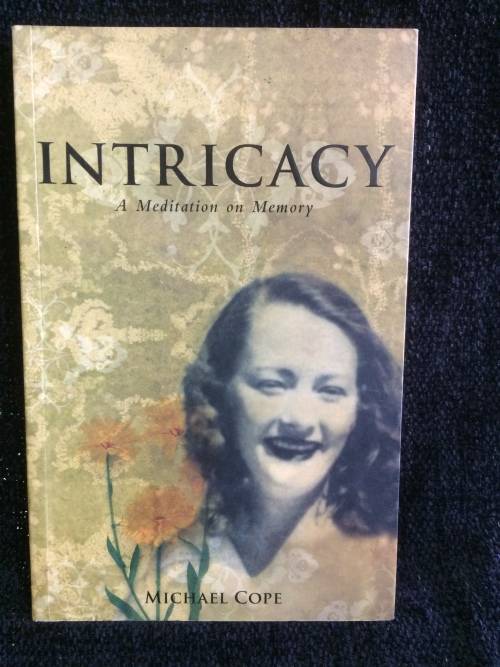 INTRICACY
A Meditation on Memory
MICHAEL COPE